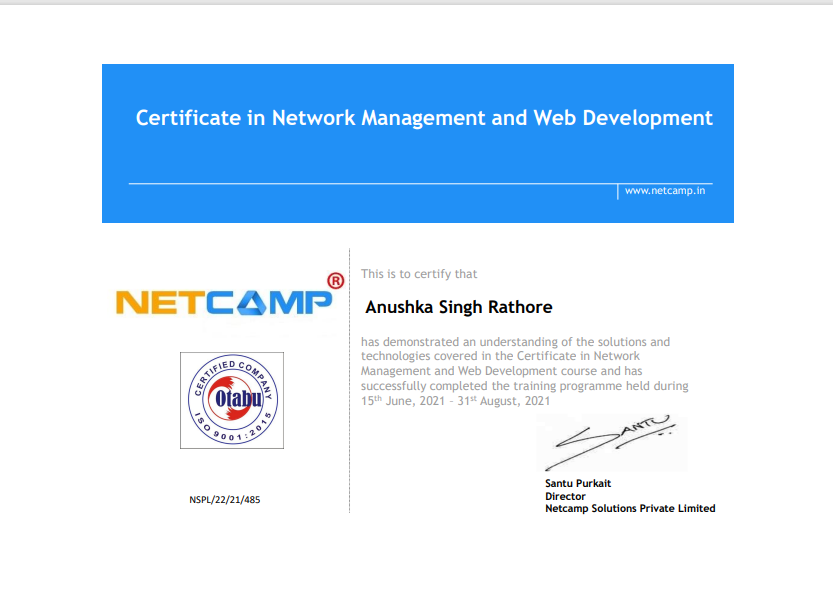 Certificate in Network Management and Web Development
www.netcamp.in
NETCAMP®
CERTIFIED COMPANY
Otabu
ISO 9001:2015
NSPL/22/21/485
This is to certify that
Anushka Singh Rathore
has demonstrated an understanding of the solutions and
technologies covered in the Certificate in Network
Management and Web Development course and has
successfully completed the training programme held during
15th June, 2021 - 31st August, 2021
SANTU
Santu Purkait
Director
Netcamp Solutions Private Limited